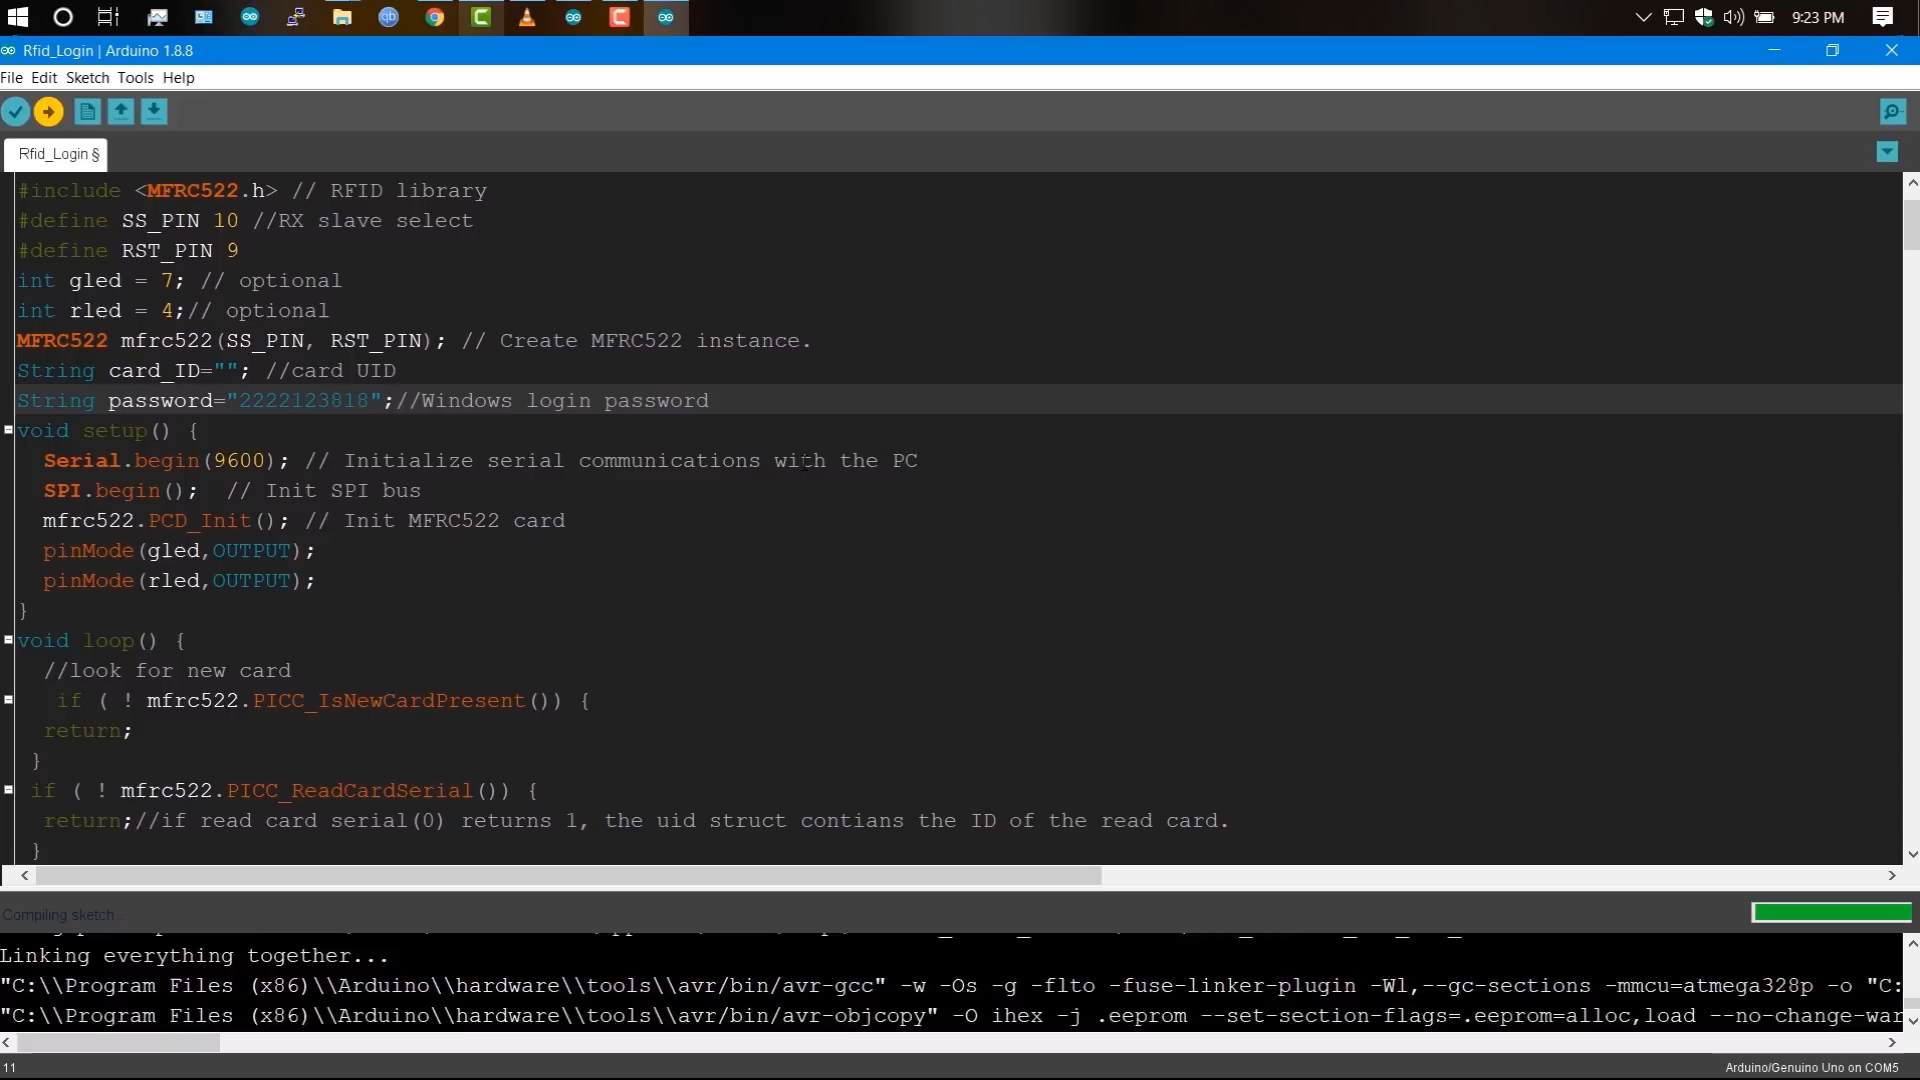 9:23 PM
Rfid_Login | Arduino 1.8.8
File Edit Sketch Tools Help
Rfid_Login §
#include <MFRC522.h> // RFID library
#define SS_PIN 10 //RX slave select
#define RST_PIN 9
int gled = 7; // optional
int rled = 4;// optional
MFRC522 mfrc522(SS_PIN, RST_PIN); // Create MFRC522 instance.
String card_ID=""; //card UID
String password="2222123818";//Windows login password
void setup() {
Serial.begin(9600); // Initialize serial communications with the PC
SPI.begin();  // Init SPI bus
mfrc522.PCD_Init(); // Init MFRC522 card
pinMode(gled,OUTPUT);
pinMode(rled,OUTPUT);
}
void loop() {
//look for new card
if ( ! mfrc522.PICC_IsNewCardPresent()) {
return;
}
if ( ! mfrc522.PICC_ReadCardSerial()) {
return;//if read card serial(0) returns 1, the uid struct contians the ID of the read card.
}
Compiling sketch...
Linking everything together...
"C:\\Program Files (x86)\\Arduino\\hardware\\tools\\avr/bin/avr-gcc" -w -Os -g -flto -fuse-linker-plugin -Wl,--gc-sections -mmcu=atmega328p -o "C:
"C:\\Program Files (x86)\\Arduino\\hardware\\tools\\avr/bin/avr-objcopy" -O ihex -j .eeprom --set-section-flags=.eeprom=alloc,load --no-change-war
11
Arduino/Genuino Uno on COM5